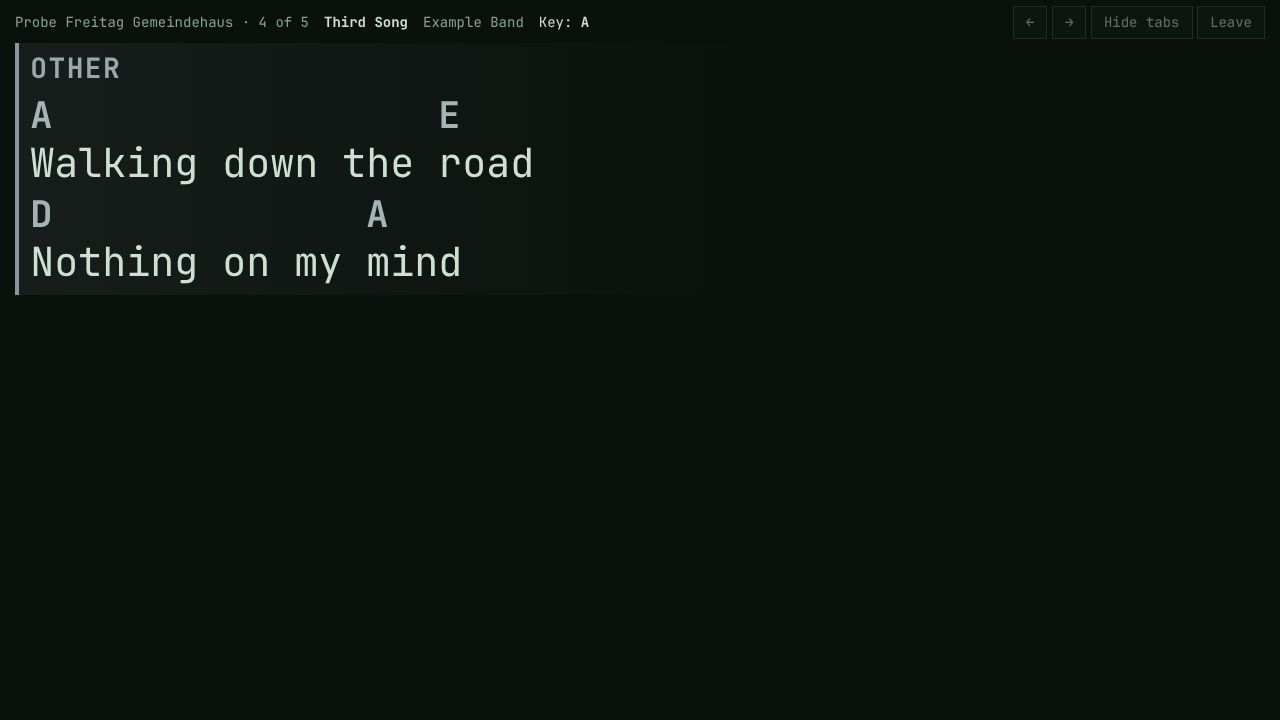 Probe Freitag Gemeindehaus · 4 of 5 Third Song Example Band Key: A ← → Hide tabs Leave
OTHER
A                E
Walking down the road
D             A
Nothing on my mind